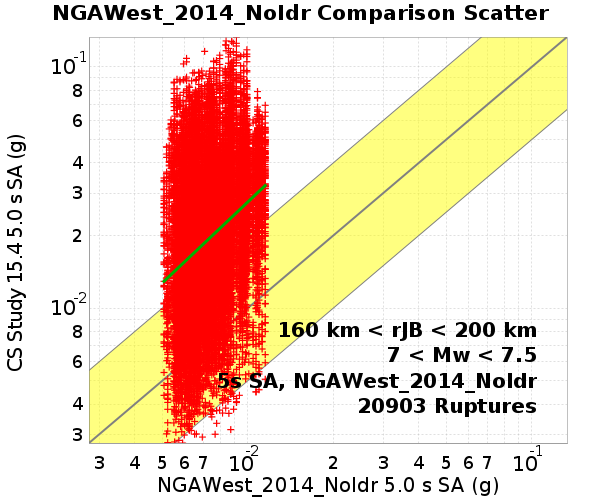 NGAWest_2014_NoIdr Comparison Scatter
CS Study 15.4 5.0 s SA (g)
10-1
8
6
4
3
2
10-2
8
6
4
3
160 km < rJB < 200 km
7 < Mw < 7.5
5s SA, NGAWest_2014_NoIdr
20903 Ruptures
3 4 5 6 7 10-2 2 3 4 5 6 7 10-1
NGAWest_2014_NoIdr 5.0 s SA (g)